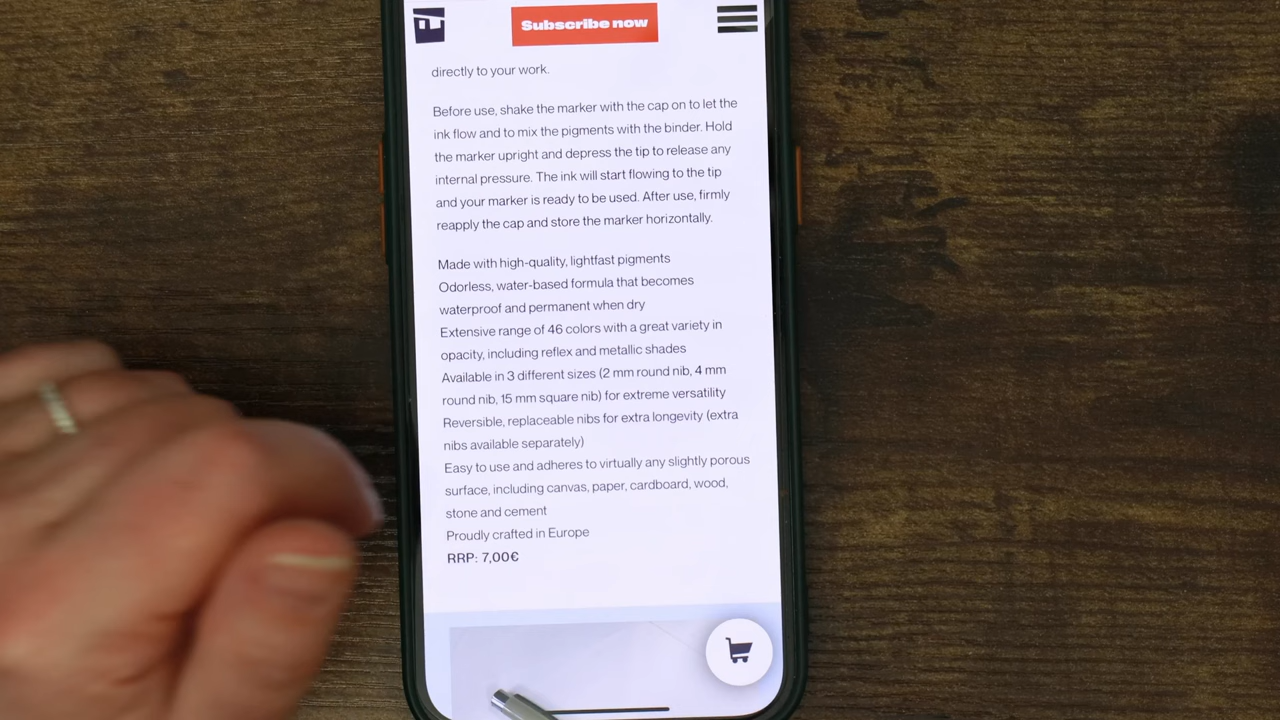 Subscribe now
directly to your work.
Before use, shake the marker with the cap on to let the
ink flow and to mix the pigments with the binder. Hold
the marker upright and depress the tip to release any
internal pressure. The ink will start flowing to the tip
and your marker is ready to be used. After use, firmly
reapply the cap and store the marker horizontally.
Made with high-quality, lightfast pigments
Odorless, water-based formula that becomes
waterproof and permanent when dry
Extensive range of 46 colors with a great variety in
opacity, including reflex and metallic shades
Available in 3 different sizes (2 mm round nib, 4 mm
round nib, 15 mm square nib) for extreme versatility
Reversible, replaceable nibs for extra longevity (extra
nibs available separately)
Easy to use and adheres to virtually any slightly porous
surface, including canvas, paper, cardboard, wood,
stone and cement
Proudly crafted in Europe
RRP: 7,00€